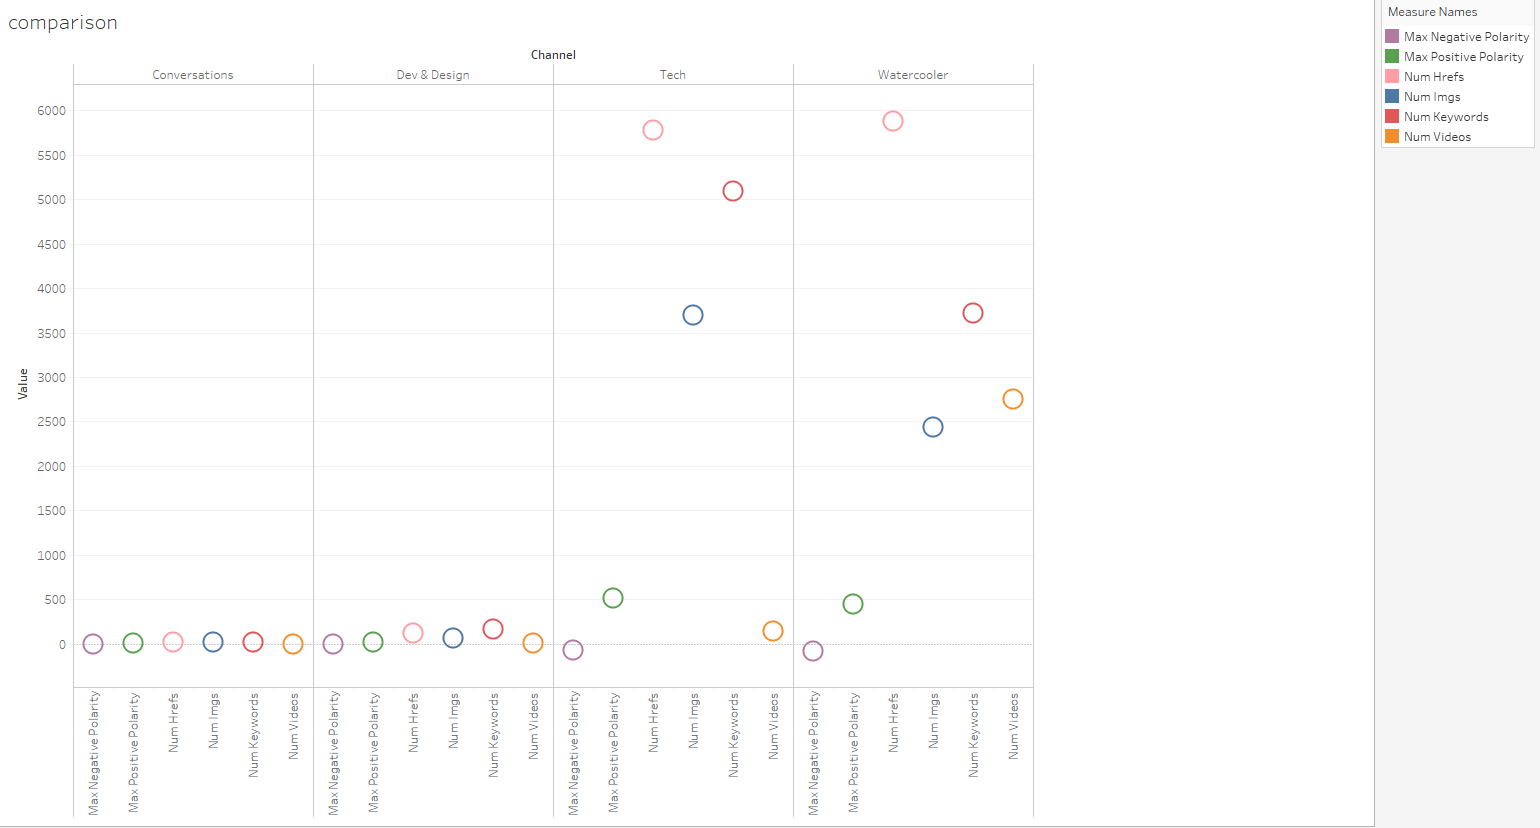 comparison
Channel
Conversations
Dev & Design
Tech
Watercooler
Value
6000
5500
5000
4500
4000
3500
3000
2500
2000
1500
1000
500
0
Max Negative Polarity
Max Positive Polarity
Num Hrefs
Num Imgs
Num Keywords
Num Videos
Max Negative Polarity
Max Positive Polarity
Num Hrefs
Num Imgs
Num Keywords
Num Videos
Max Negative Polarity
Max Positive Polarity
Num Hrefs
Num Imgs
Num Keywords
Num Videos
Max Negative Polarity
Max Positive Polarity
Num Hrefs
Num Imgs
Num Keywords
Num Videos
Measure Names
Max Negative Polarity
Max Positive Polarity
Num Hrefs
Num Imgs
Num Keywords
Num Videos